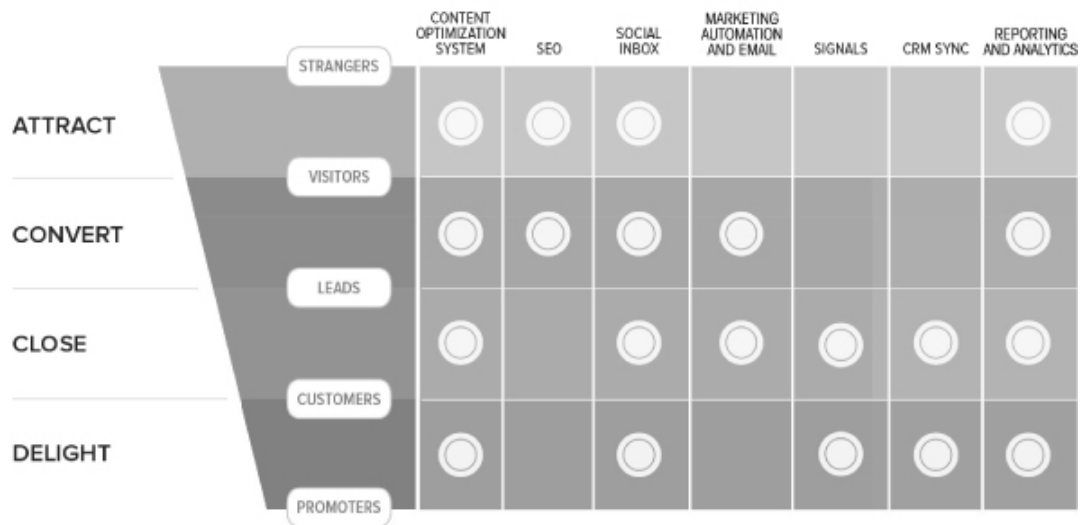 CONTENT
OPTIMIZATION
SYSTEM
SEO
SOCIAL
INBOX
MARKETING
AUTOMATION
AND EMAIL
SIGNALS
CRM SYNC
REPORTING
AND ANALYTICS
STRANGERS
ATTRACT
VISITORS
CONVERT
LEADS
CLOSE
CUSTOMERS
DELIGHT
PROMOTERS